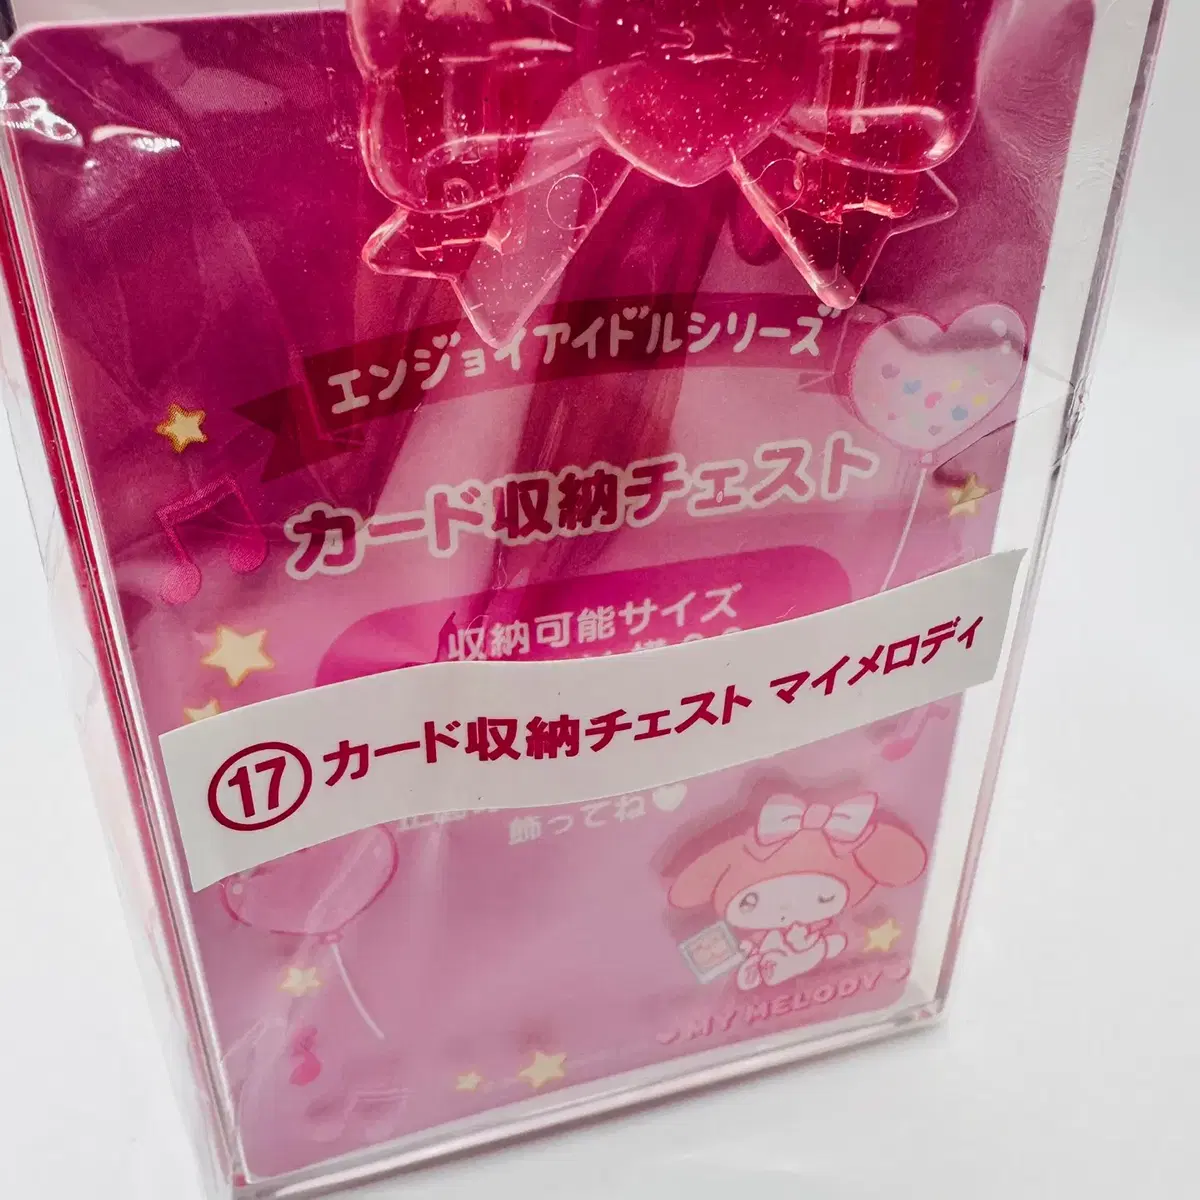 エンジョイアイドルシリーズ
カード収納チェスト
収納可能サイズ
⑰カード収納チェスト マイメロディ
飾ってね♥
♥MY MELODY♥